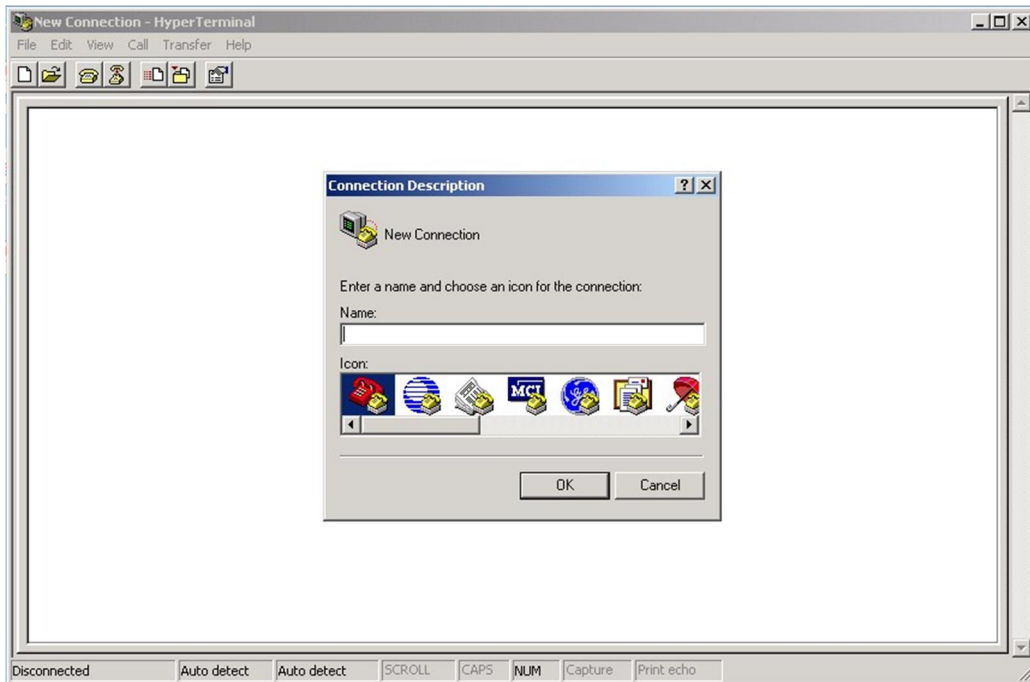 New Connection - HyperTerminal
File Edit View Call Transfer Help
Connection Description
New Connection
Enter a name and choose an icon for the connection:
Name:
Icon:
MCI
OK Cancel
Disconnected Auto detect Auto detect SCROLL CAPS NUM Capture Print echo